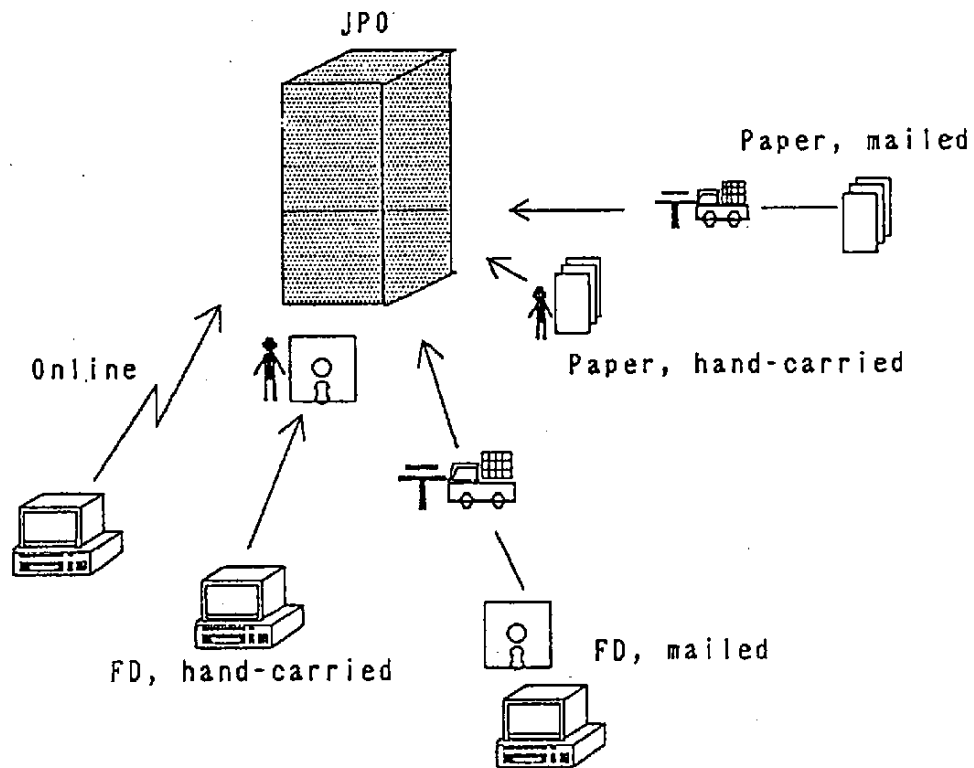 JPO
Paper, mailed
Paper, hand-carried
Online
FD, hand-carried
FD, mailed